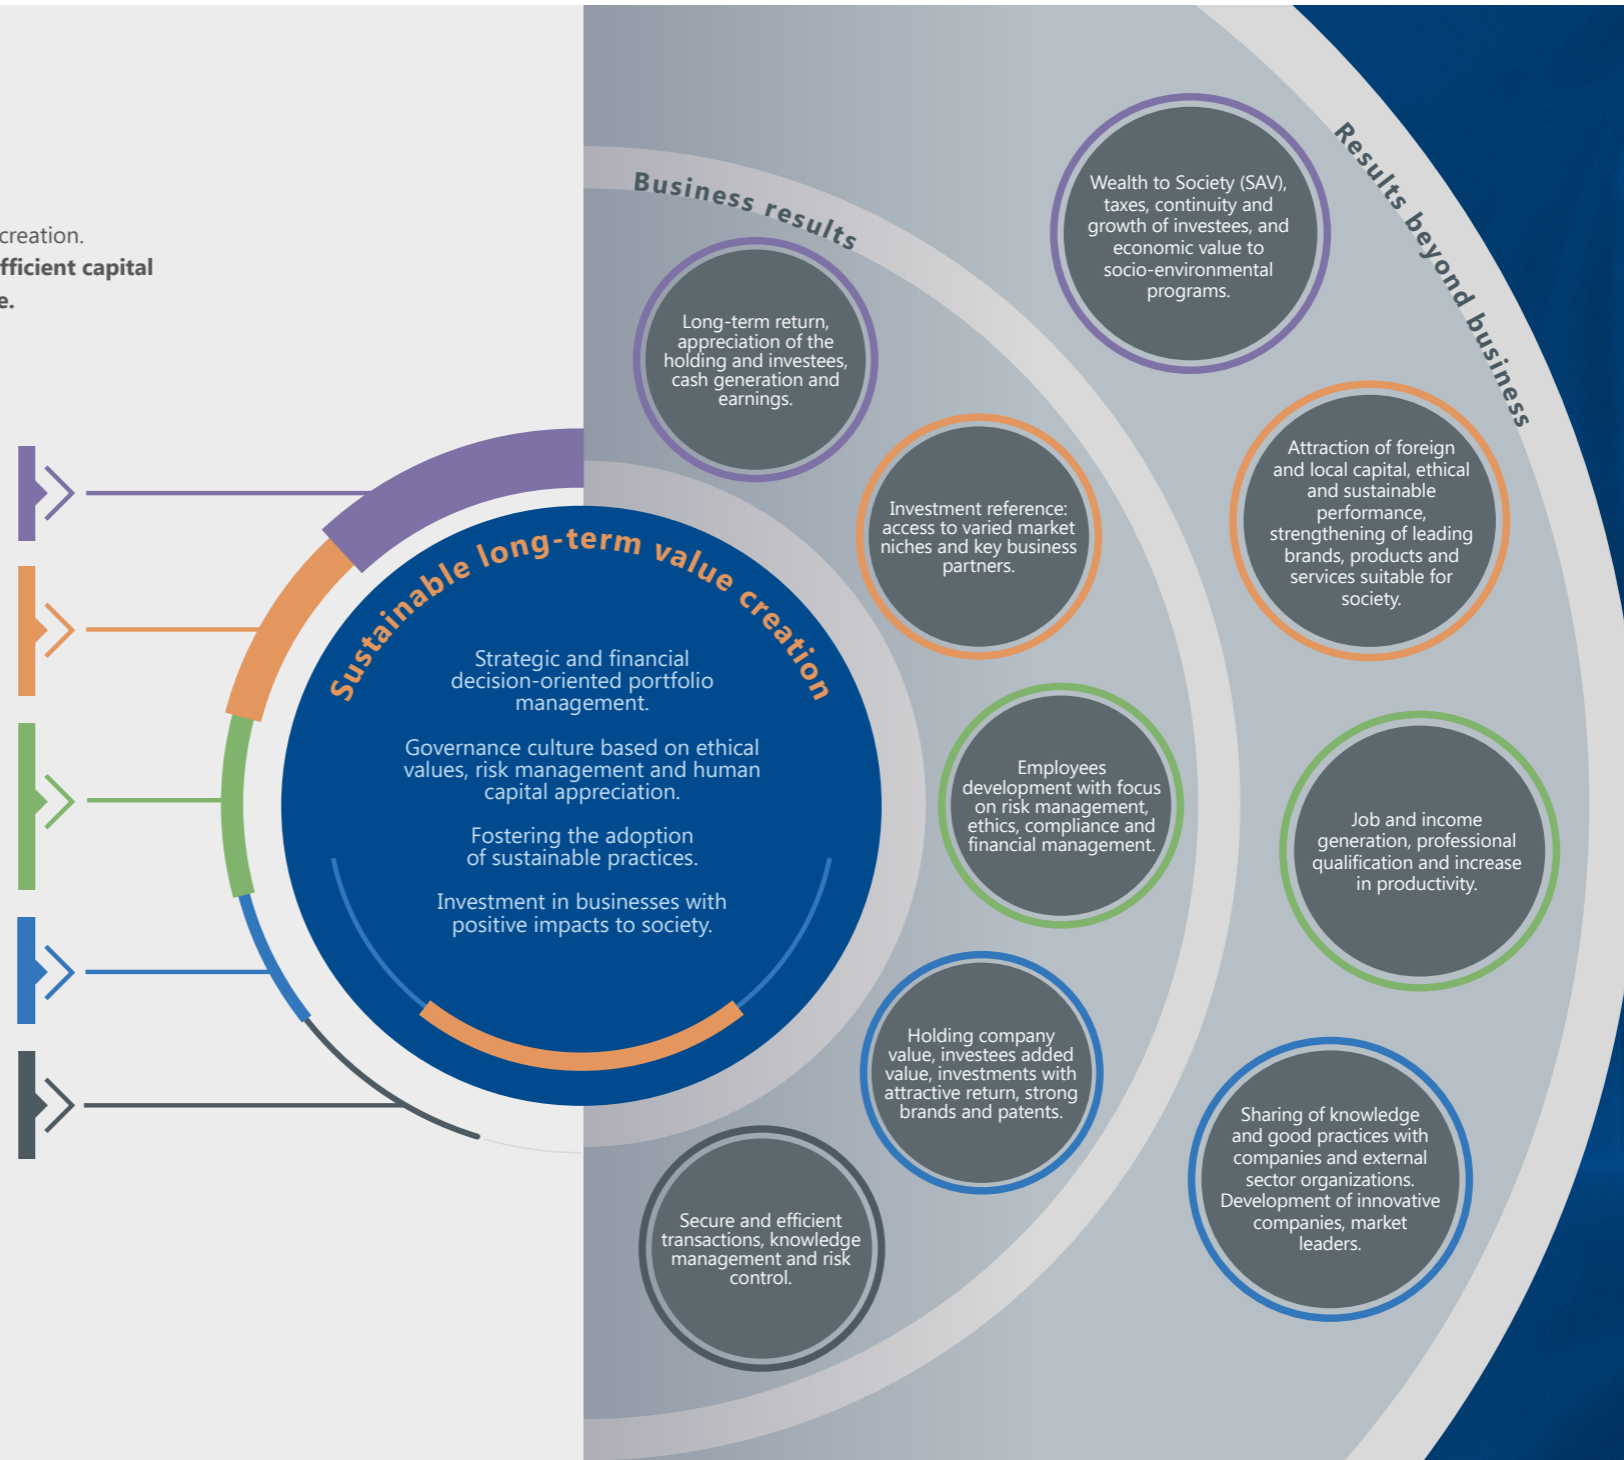 creation.
fficient capital
e.
Sustainable long-term value creation
Strategic and financial
decision-oriented portfolio
management.
Governance culture based on ethical
values, risk management and human
capital appreciation.
Fostering the adoption
of sustainable practices.
Investment in businesses with
positive impacts to society.
Business results
Long-term return,
appreciation of the
holding and investees,
cash generation and
earnings.
Investment reference:
access to varied market
niches and key business
partners.
Employees
development with focus
on risk management,
ethics, compliance and
financial management.
Holding company
value, investees added
value, investments with
attractive return, strong
brands and patents.
Secure and efficient
transactions, knowledge
management and risk
control.
Results beyond business
Wealth to Society (SAV),
taxes, continuity and
growth of investees, and
economic value to
socio-environmental
programs.
Attraction of foreign
and local capital, ethical
and sustainable
performance,
strengthening of leading
brands, products and
services suitable for
society.
Job and income
generation, professional
qualification and increase
in productivity.
Sharing of knowledge
and good practices with
companies and external
sector organizations.
Development of innovative
companies, market
leaders.